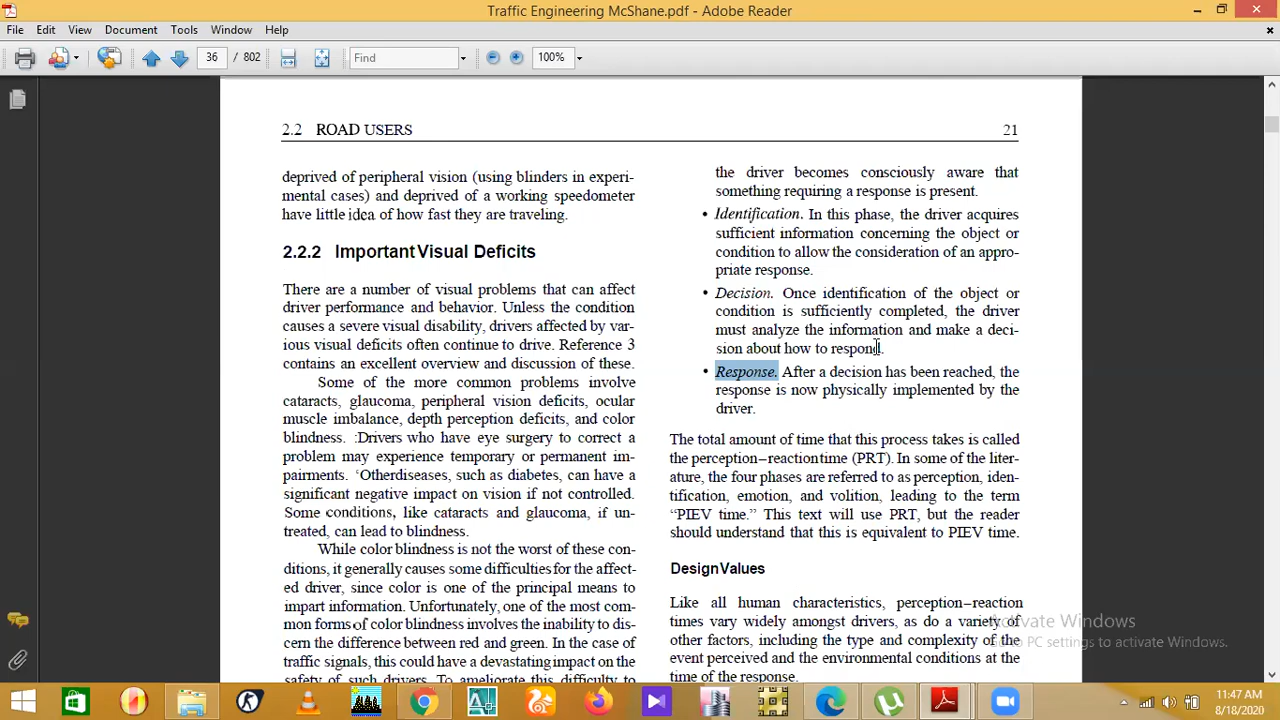 Traffic Engineering McShane.pdf - Adobe Reader
File Edit View Document Tools Window Help
36 / 802 Find 100%
2.2 ROAD USERS 21
deprived of peripheral vision (using blinders in experi-
mental cases) and deprived of a working speedometer
have little idea of how fast they are traveling.
2.2.2 Important Visual Deficits
There are a number of visual problems that can affect
driver performance and behavior. Unless the condition
causes a severe visual disability, drivers affected by var-
ious visual deficits often continue to drive. Reference 3
contains an excellent overview and discussion of these.
Some of the more common problems involve
cataracts, glaucoma, peripheral vision deficits, ocular
muscle imbalance, depth perception deficits, and color
blindness. :Drivers who have eye surgery to correct a
problem may experience temporary or permanent im-
pairments. ‘Otherdiseases, such as diabetes, can have a
significant negative impact on vision if not controlled.
Some conditions, like cataracts and glaucoma, if un-
treated, can lead to blindness.
While color blindness is not the worst of these con-
ditions, it generally causes some difficulties for the affect-
ed driver, since color is one of the principal means to
impart information. Unfortunately, one of the most com-
mon forms of color blindness involves the inability to dis-
cern the difference between red and green. In the case of
traffic signals, this could have a devastating impact on the
safety of such drivers. To ameliorate this difficulty to
the driver becomes consciously aware that
something requiring a response is present.
• Identification. In this phase, the driver acquires
sufficient information concerning the object or
condition to allow the consideration of an appro-
priate response.
• Decision. Once identification of the object or
condition is sufficiently completed, the driver
must analyze the information and make a deci-
sion about how to respond.
• Response. After a decision has been reached, the
response is now physically implemented by the
driver.
The total amount of time that this process takes is called
the perception–reaction time (PRT). In some of the liter-
ature, the four phases are referred to as perception, iden-
tification, emotion, and volition, leading to the term
“PIEV time.” This text will use PRT, but the reader
should understand that this is equivalent to PIEV time.
Design Values
Like all human characteristics, perception–reaction
times vary widely amongst drivers, as do a variety of
other factors, including the type and complexity of the
event perceived and the environmental conditions at the
time of the response.
Activate Windows
Go to PC settings to activate Windows.
11:47 AM
8/18/2020